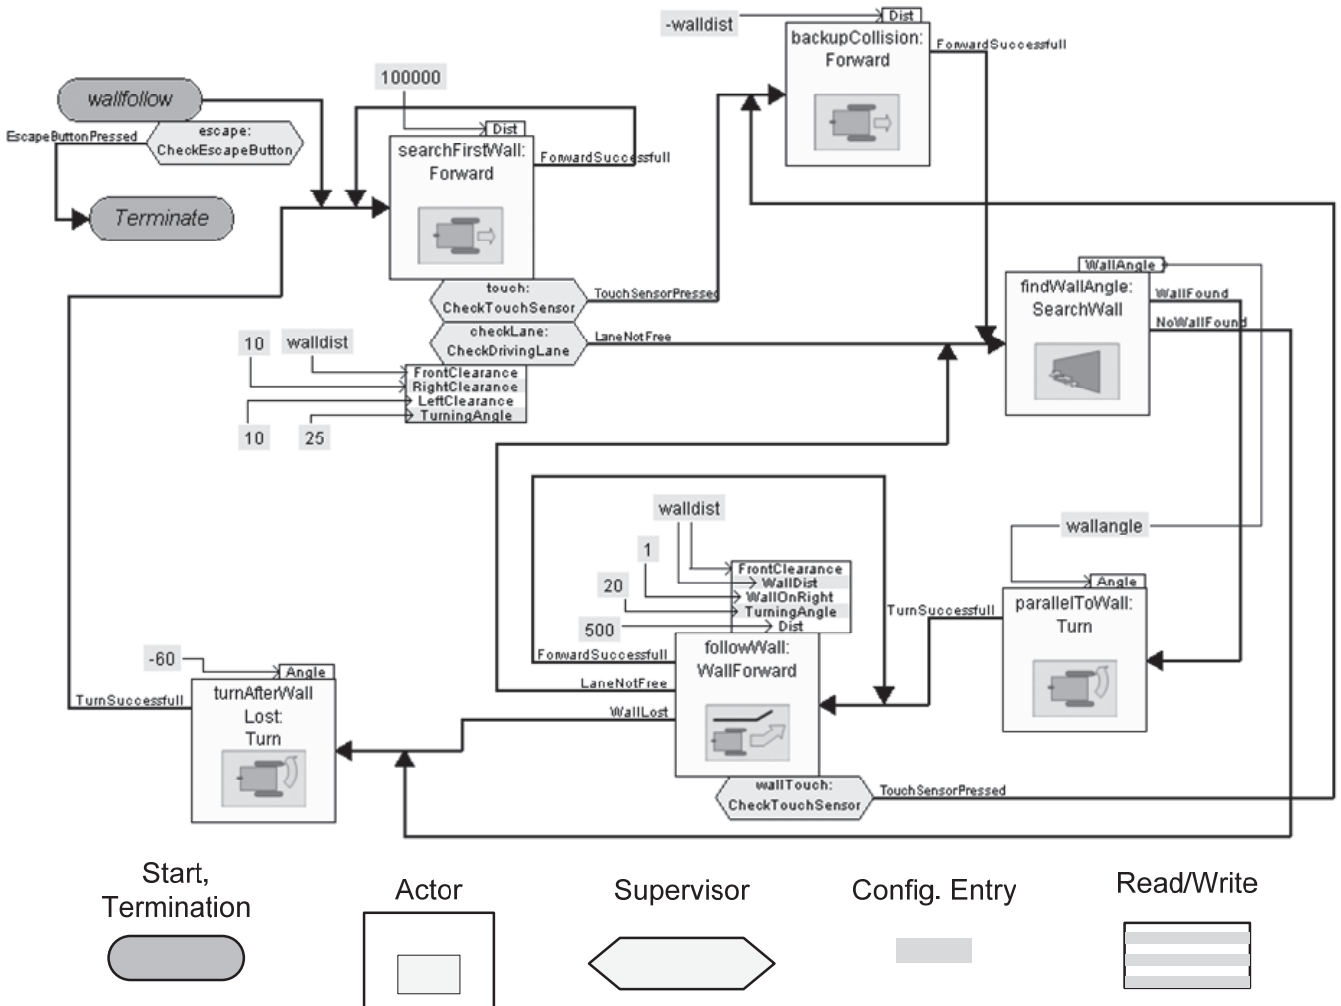 -walldist
Dist
backupCollision:
Forward
ForwardSuccessfull
wallfollow
EscapeButtonPressed
escape:
CheckEscapeButton
Terminate
100000
Dist
searchFirstWall:
Forward
ForwardSuccessfull
touch:
CheckTouchSensor
TouchSensorPressed
checkLane:
CheckDrivingLane
LaneNotFree
10
walldist
FrontClearance
RightClearance
LeftClearance
TurningAngle
10
25
WallAngle
findWallAngle:
SearchWall
WallFound
NoWallFound
wallangle
Angle
parallelToWall:
Turn
TurnSuccessfull
walldist
1
20
500
FrontClearance
WallDist
WallOnRight
TurningAngle
Dist
followWall:
WallForward
ForwardSuccessfull
LaneNotFree
WallLost
wallTouch:
CheckTouchSensor
TouchSensorPressed
-60
Angle
turnAfterWall
Lost:
Turn
TurnSuccessfull
Start,
Termination
Actor
Supervisor
Config. Entry
Read/Write